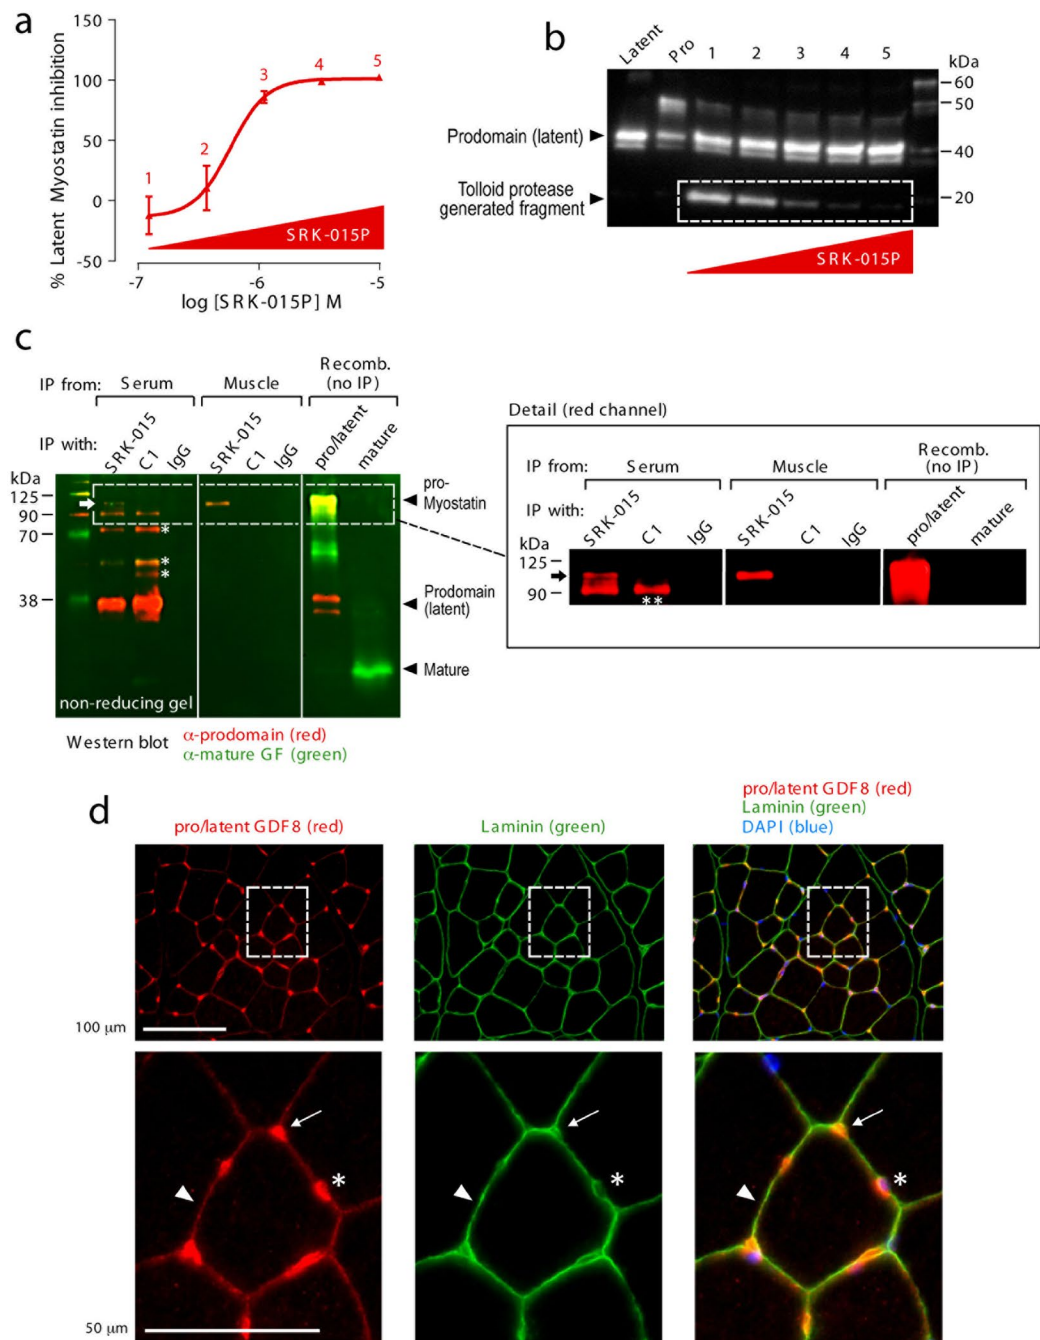 a
% Latent Myostatin inhibition
150
100
50
0
-50
1
2
3
4
5
SRK-015P
-7
-6
-5
log [SRK-015P] M
b
Latent
Pro
1
2
3
4
5
kDa
60
50
40
20
Prodomain (latent)
Tolloid protease
generated fragment
SRK-015P
c
IP from:
Serum
Muscle
Recomb.
(no IP)
IP with:
SRK-015
C1
IgG
SRK-015
C1
IgG
pro/latent
mature
kDa
125
90
70
38
*
*
*
pro-
Myostatin
Prodomain
(latent)
Mature
non-reducing gel
Western blot
α-prodomain (red)
α-mature GF (green)
Detail (red channel)
IP from:
Serum
Muscle
Recomb.
(no IP)
IP with:
SRK-015
C1
IgG
SRK-015
C1
IgG
pro/latent
mature
kDa
125
90
**
d
pro/latent GDF8 (red)
Laminin (green)
pro/latent GDF8 (red)
Laminin (green)
DAPI (blue)
100 μm
*
*
*
50 μm